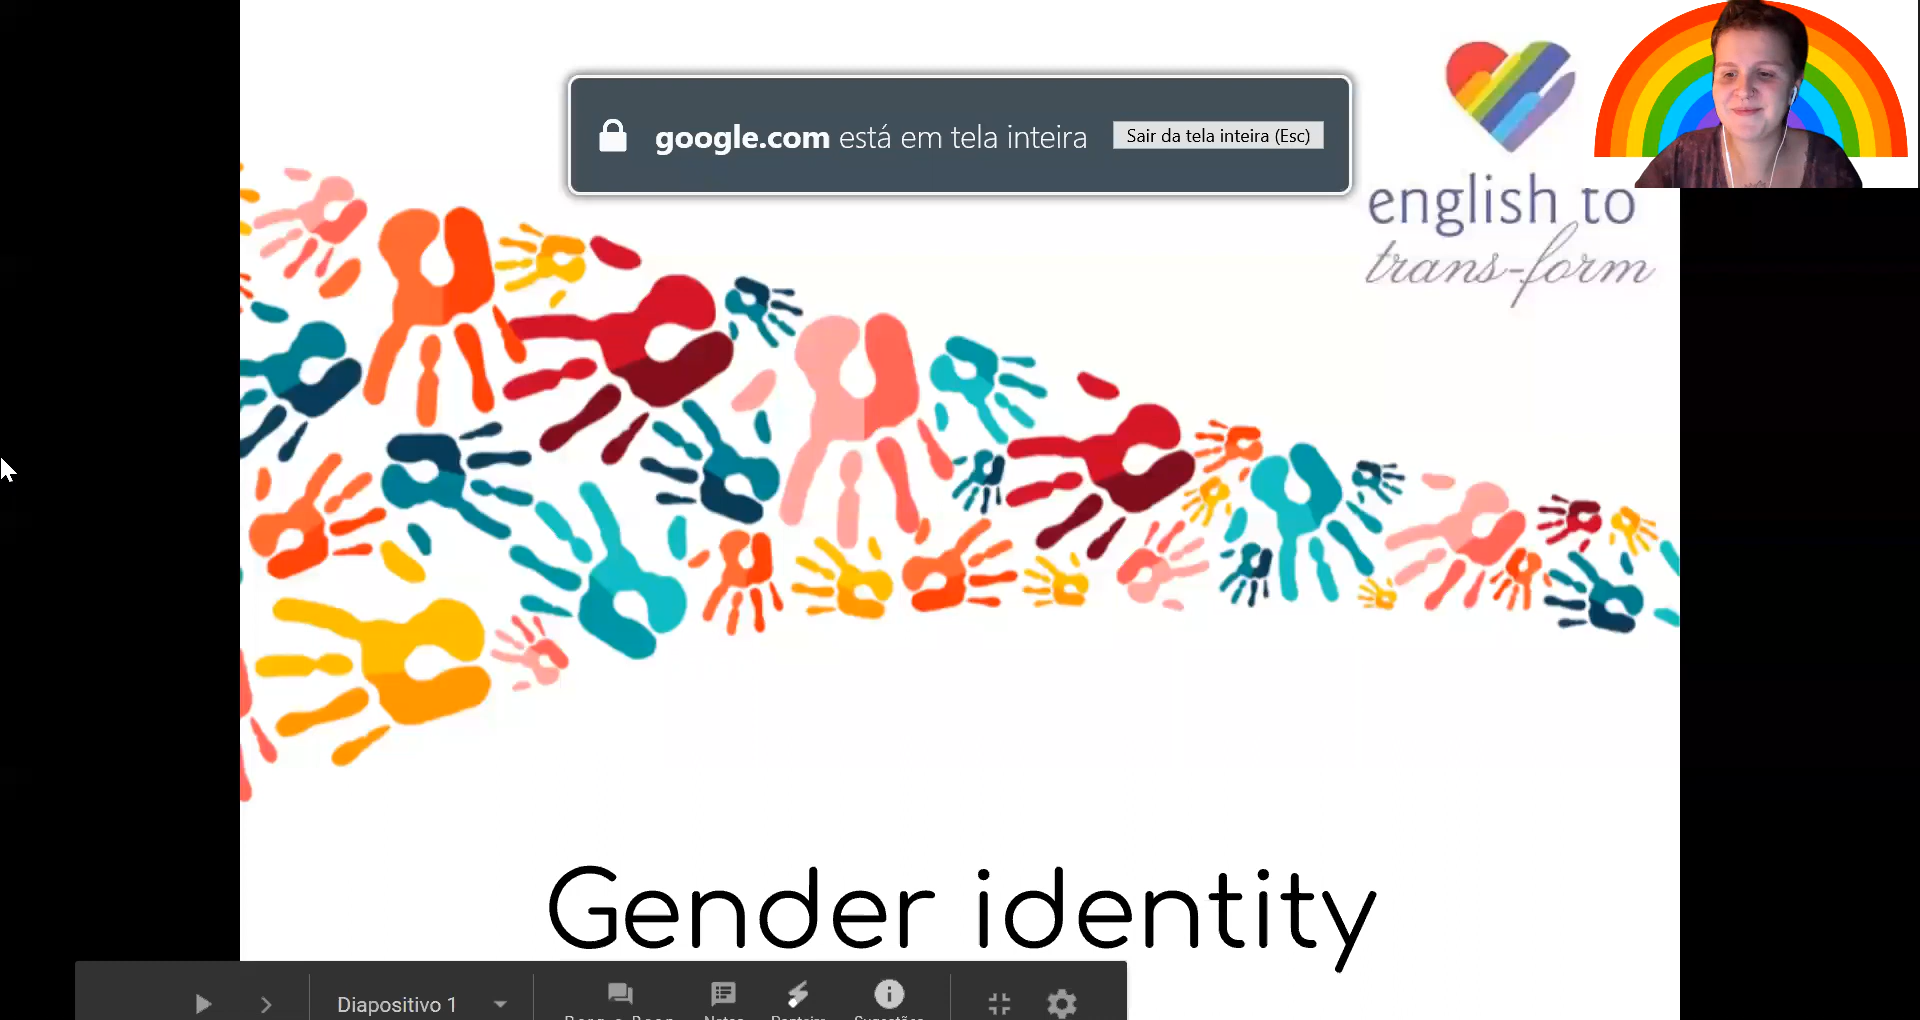 google.com está em tela inteira
Sair da tela inteira (Esc)
english to
trans-form
Gender identity
Diapositivo 1